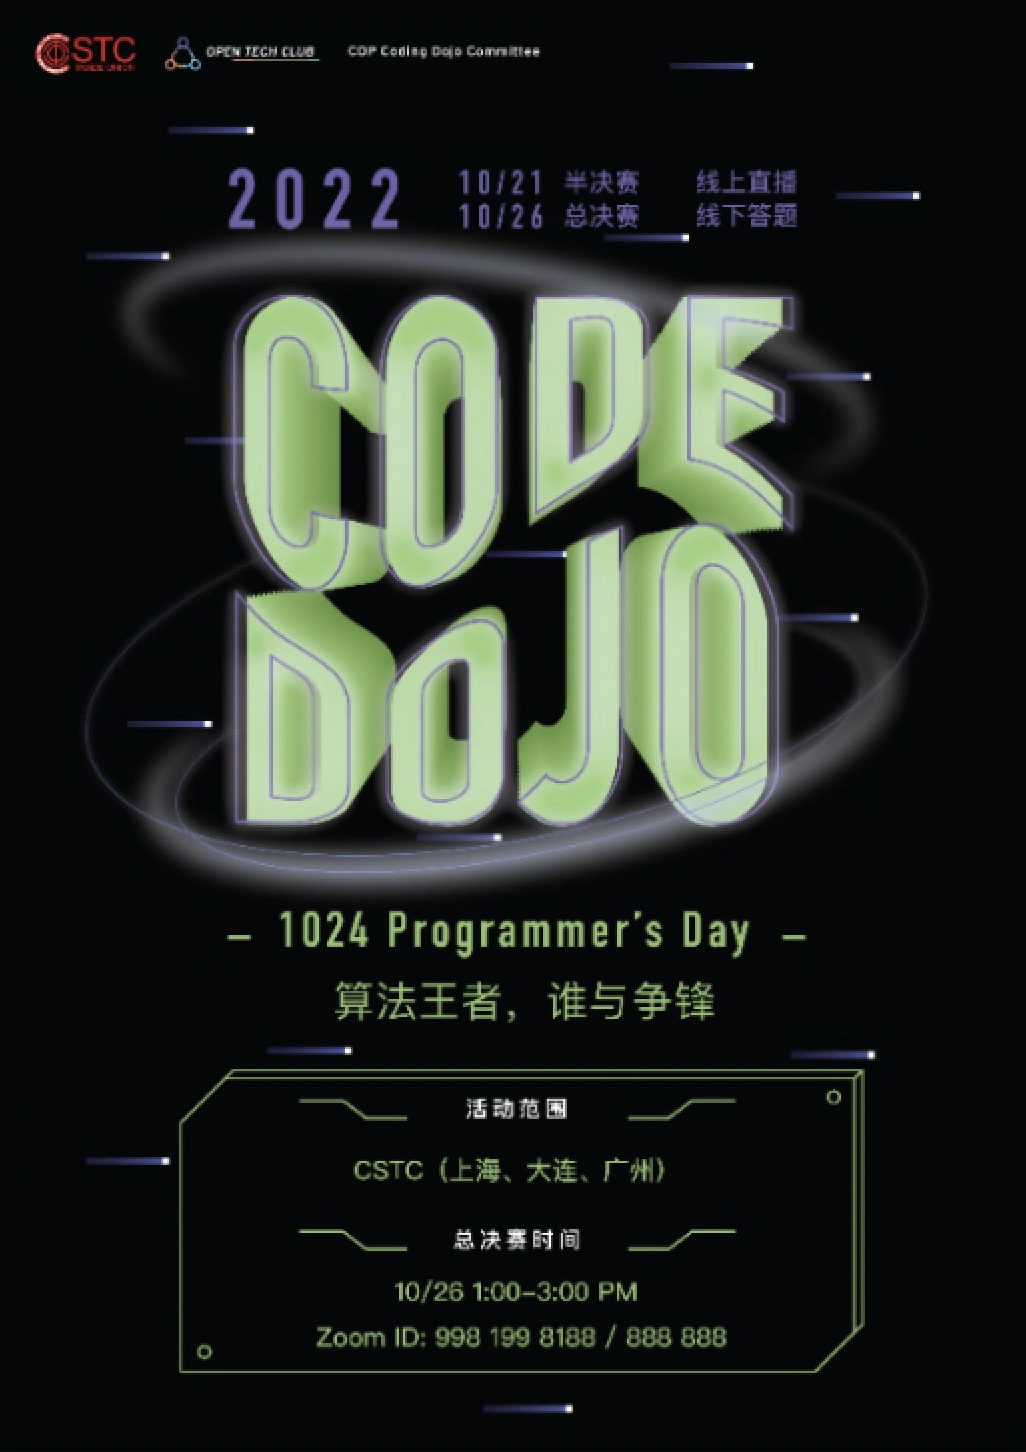 CSTC
OPEN TECH CLUB
CDP Coding Dojo Committee
2022
10/21 半决赛 线上直播
10/26 总决赛 线下答题
CODE
DOJO
– 1024 Programmer's Day –
算法王者，谁与争锋
活动范围
CSTC（上海、大连、广州）
总决赛时间
10/26 1:00–3:00 PM
Zoom ID: 998 199 8188 / 888 888